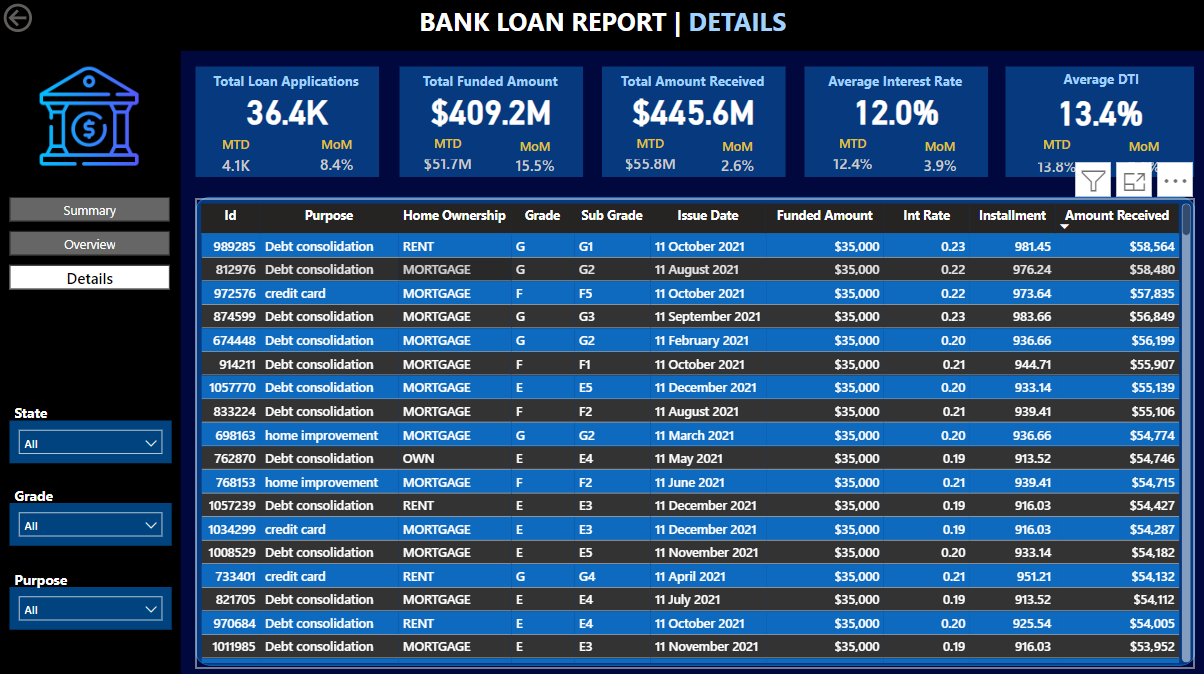 BANK LOAN REPORT | DETAILS
Total Loan Applications
36.4K
MTD MoM
4.1K 8.4%
Total Funded Amount
$409.2M
MTD MoM
$51.7M 15.5%
Total Amount Received
$445.6M
MTD MoM
$55.8M 2.6%
Average Interest Rate
12.0%
MTD MoM
12.4% 3.9%
Average DTI
13.4%
MTD MoM
13.8% %
Summary
Overview
Details
State
All
Grade
All
Purpose
All
Id Purpose Home Ownership Grade Sub Grade Issue Date Funded Amount Int Rate Installment Amount Received
989285 Debt consolidation RENT G G1 11 October 2021 $35,000 0.23 981.45 $58,564
812976 Debt consolidation MORTGAGE G G2 11 August 2021 $35,000 0.22 976.24 $58,480
972576 credit card MORTGAGE F F5 11 October 2021 $35,000 0.22 973.64 $57,835
874599 Debt consolidation MORTGAGE G G3 11 September 2021 $35,000 0.23 983.66 $56,849
674448 Debt consolidation MORTGAGE G G2 11 February 2021 $35,000 0.20 936.66 $56,199
914211 Debt consolidation MORTGAGE F F1 11 October 2021 $35,000 0.21 944.71 $55,907
1057770 Debt consolidation MORTGAGE E E5 11 December 2021 $35,000 0.20 933.14 $55,139
833224 Debt consolidation MORTGAGE F F2 11 August 2021 $35,000 0.21 939.41 $55,106
698163 home improvement MORTGAGE G G2 11 March 2021 $35,000 0.20 936.66 $54,774
762870 Debt consolidation OWN E E4 11 May 2021 $35,000 0.19 913.52 $54,746
768153 home improvement MORTGAGE F F2 11 June 2021 $35,000 0.21 939.41 $54,715
1057239 Debt consolidation RENT E E3 11 December 2021 $35,000 0.19 916.03 $54,427
1034299 credit card MORTGAGE E E3 11 December 2021 $35,000 0.19 916.03 $54,287
1008529 Debt consolidation MORTGAGE E E5 11 November 2021 $35,000 0.20 933.14 $54,182
733401 credit card RENT G G4 11 April 2021 $35,000 0.21 951.21 $54,132
821705 Debt consolidation MORTGAGE E E4 11 July 2021 $35,000 0.19 913.52 $54,112
970684 Debt consolidation RENT E E4 11 October 2021 $35,000 0.20 925.54 $54,005
1011985 Debt consolidation MORTGAGE E E3 11 November 2021 $35,000 0.19 916.03 $53,952